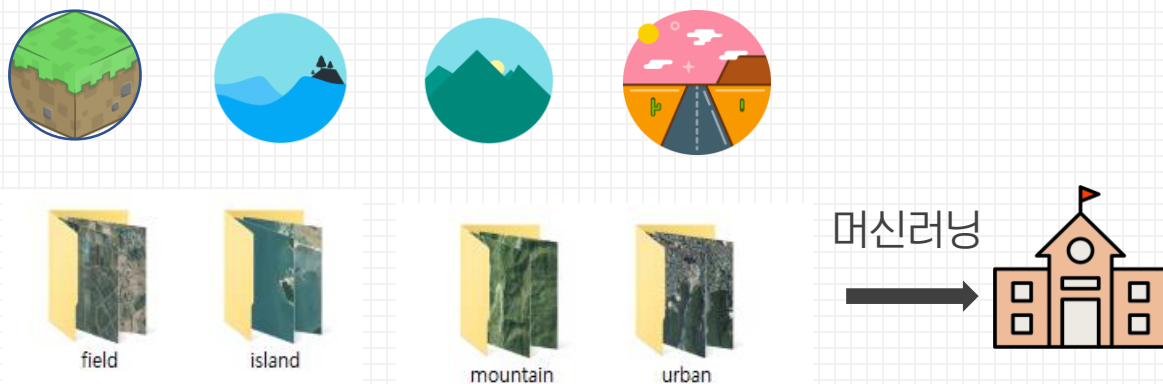 머신러닝
field
island
mountain
urban